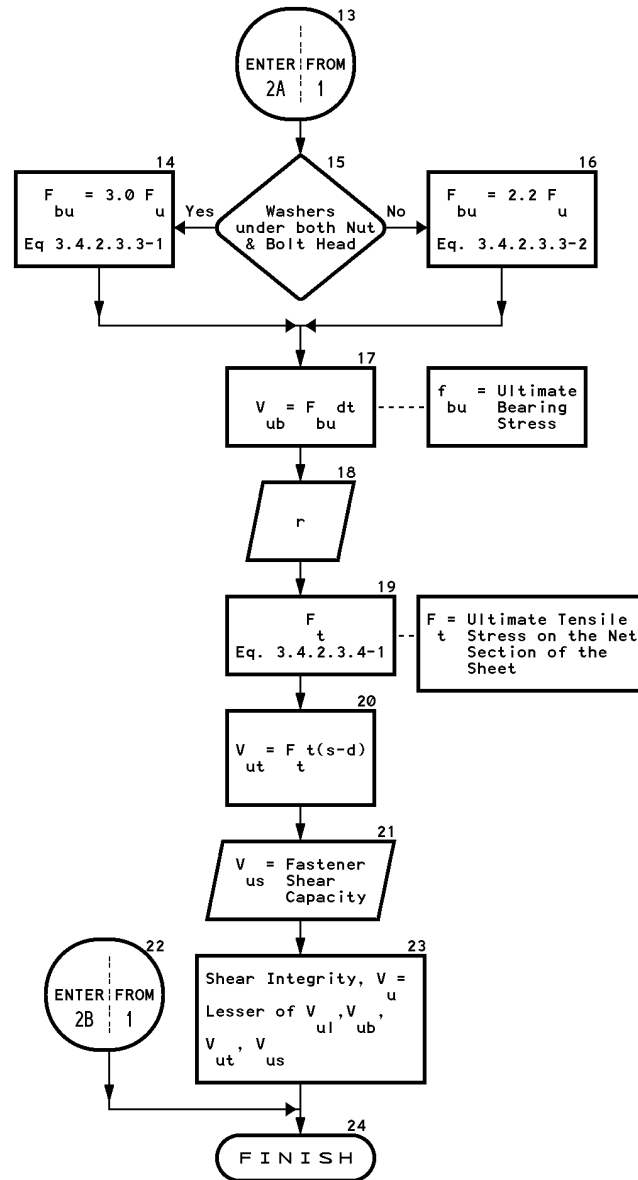 13
ENTER FROM
2A 1
14
F = 3.0 F
bu u
Eq 3.4.2.3.3-1
15
Washers
under both Nut
& Bolt Head
Yes
No
16
F = 2.2 F
bu u
Eq. 3.4.2.3.3-2
17
V = F dt
ub bu
f = Ultimate
bu Bearing
Stress
18
r
19
F
t
Eq. 3.4.2.3.4-1
F = Ultimate Tensile
t Stress on the Net
Section of the
Sheet
20
V = F t(s-d)
ut t
21
V = Fastener
us Shear
Capacity
22
ENTER FROM
2B 1
23
Shear Integrity, V =
u
Lesser of V ,V ,
ul ub
V , V
ut us
24
FINISH